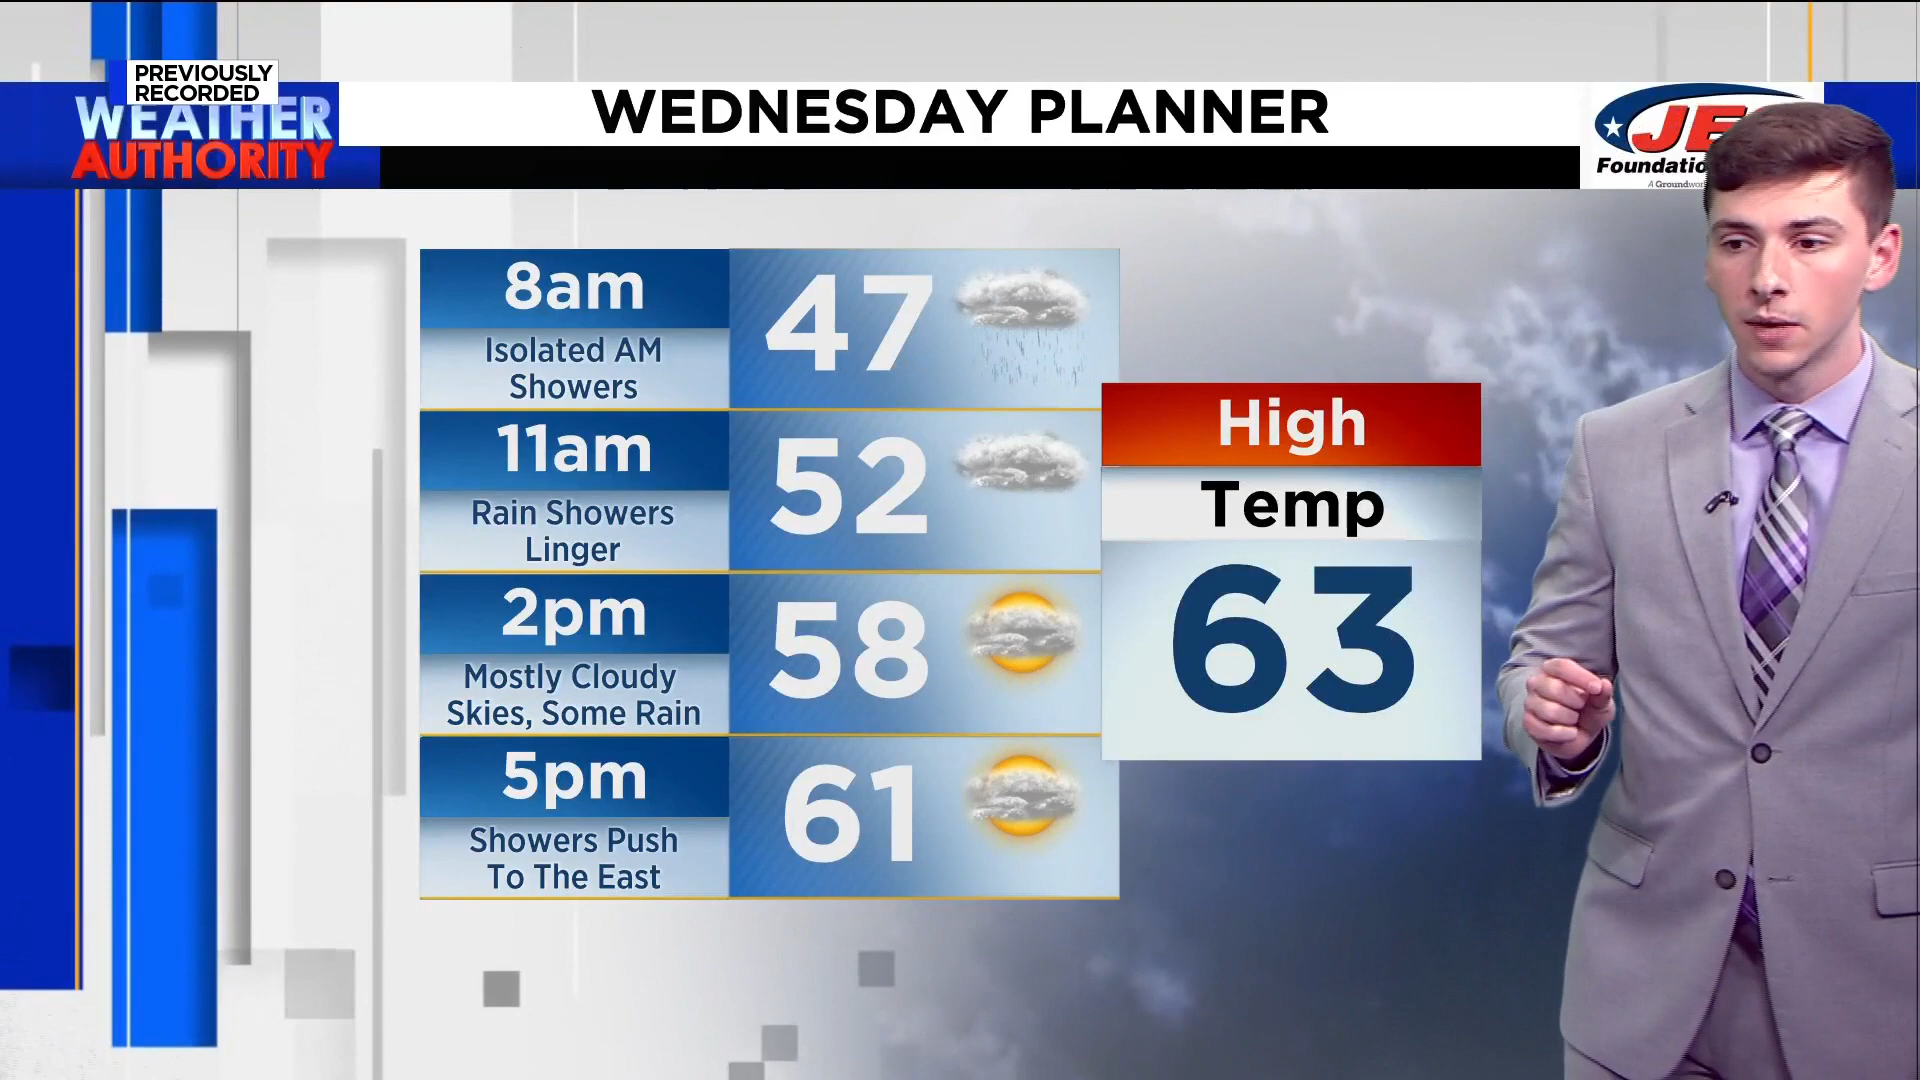 PREVIOUSLY
RECORDED
WEATHER
AUTHORITY
WEDNESDAY PLANNER
8am
Isolated AM
Showers
47
11am
Rain Showers
Linger
52
2pm
Mostly Cloudy
Skies, Some Rain
58
5pm
Showers Push
To The East
61
High
Temp
63